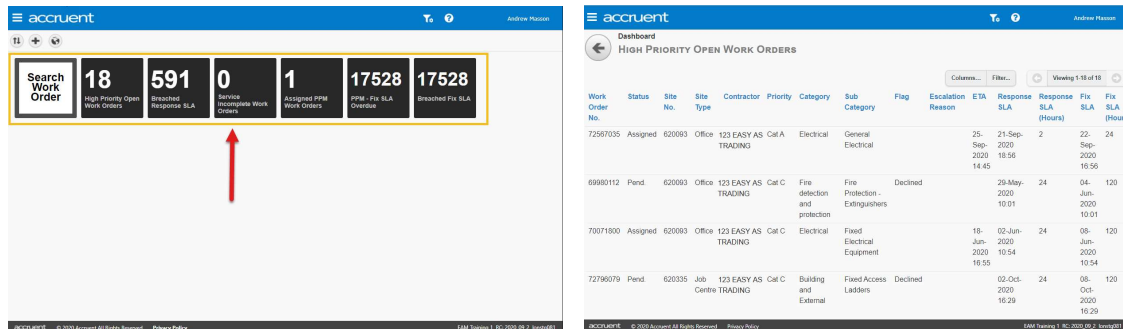 accruent
Andrew Masson
Search
Work
Order
18
High Priority Open
Work Orders
591
Breached
Response SLA
0
Service
Incomplete Work
Orders
1
Assigned PPM
Work Orders
17528
PPM - Fix SLA
Overdue
17528
Breached Fix SLA
accruent © 2020 Accruent All Rights Reserved Privacy Policy
accruent
Andrew Masson
Dashboard
HIGH PRIORITY OPEN WORK ORDERS
Columns... Filter... Viewing 1-18 of 18
Work Order No. Status Site No. Site Type Contractor Priority Category Sub Category Flag Escalation Reason ETA Response SLA Response SLA (Hours) Fix SLA Fix SLA
72567035 Assigned 620093 Office 123 EASY AS TRADING Cat A Electrical General Electrical 25-Sep-2020 14:45 21-Sep-2020 18:56 2 22-Sep-2020 16:56 24
69980112 Pend. 620093 Office 123 EASY AS TRADING Cat C Fire detection and protection Fire Protection - Extinguishers Declined 29-May-2020 10:01 24 04-Jun-2020 10:01 120
70071800 Assigned 620093 Office 123 EASY AS TRADING Cat C Electrical Fixed Electrical Equipment 18-Jun-2020 16:55 02-Jun-2020 10:54 24 08-Jun-2020 10:54 120
72796079 Pend. 620335 Job Centre 123 EASY AS TRADING Cat C Building and External Fixed Access Ladders Declined 02-Oct-2020 16:29 24 08-Oct-2020 16:29 120
accruent © 2020 Accruent All Rights Reserved Privacy Policy